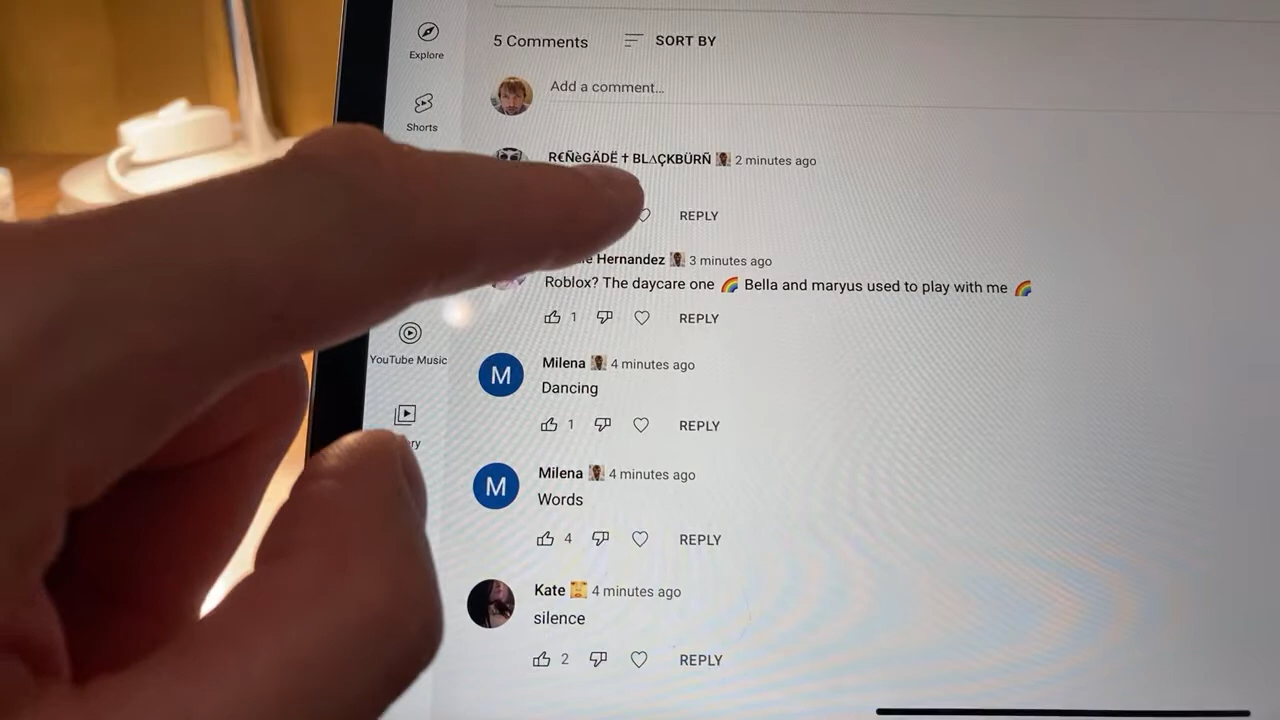 Explore
Shorts
YouTube Music
5 Comments SORT BY
Add a comment...
R€ÑèGÄDË ✝ BL∆ÇKBÜRÑ 2 minutes ago
REPLY
Hernandez 3 minutes ago
Roblox? The daycare one 🌈 Bella and maryus used to play with me 🌈
1 REPLY
M
Milena 4 minutes ago
Dancing
1 REPLY
M
Milena 4 minutes ago
Words
4 REPLY
Kate 4 minutes ago
silence
2 REPLY